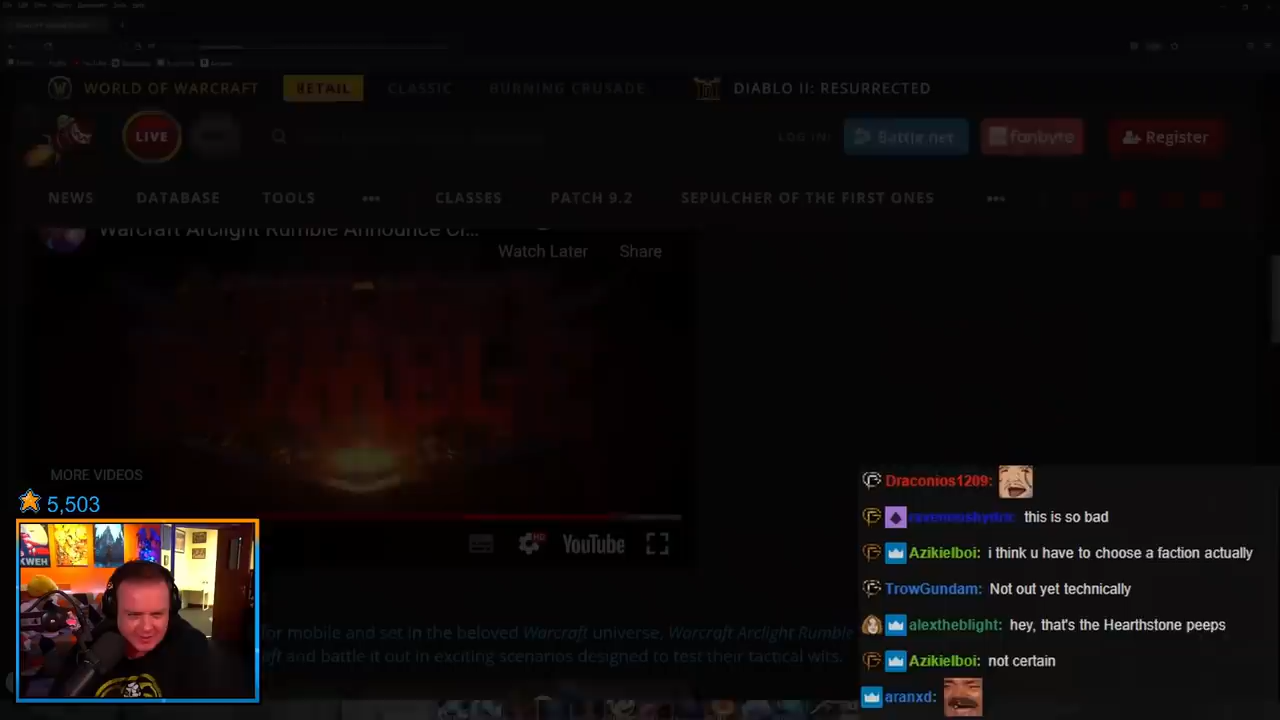 WORLD OF WARCRAFT RETAIL CLASSIC BURNING CRUSADE DIABLO II: RESURRECTED
LIVE LOG IN: Battle.net fanbyte Register
NEWS DATABASE TOOLS ••• CLASSES PATCH 9.2 SEPULCHER OF THE FIRST ONES •••
Warcraft Arclight Rumble Announce Ci...
Watch Later Share
MORE VIDEOS
5,503
HD YouTube
KWEH
for mobile and set in the beloved Warcraft universe, Warcraft Arclight Rumble
and battle it out in exciting scenarios designed to test their tactical wits.
Draconios1209:
this is so bad
Azikielboi: i think u have to choose a faction actually
TrowGundam: Not out yet technically
alextheblight: hey, that's the Hearthstone peeps
Azikielboi: not certain
aranxd: